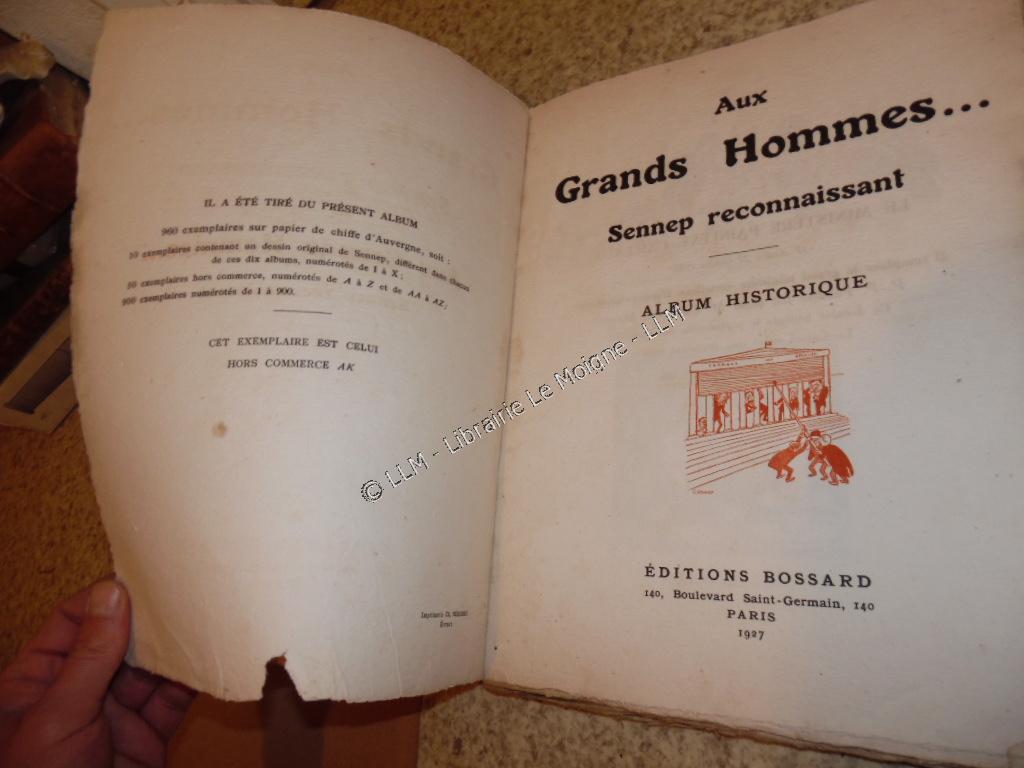 IL A ÉTÉ TIRÉ DU PRÉSENT ALBUM
960 exemplaires sur papier de chiffe d'Auvergne, soit :
10 exemplaires contenant un dessin original de Sennep, différent dans chacun
de ces dix albums, numérotés de I à X ;
50 exemplaires hors commerce, numérotés de A à Z et de AA à AZ ;
900 exemplaires numérotés de 1 à 900.
CET EXEMPLAIRE EST CELUI
HORS COMMERCE AK
Imprimerie Ch.
Évreux
Aux
Grands Hommes...
Sennep reconnaissant
ALBUM HISTORIQUE
ÉDITIONS BOSSARD
140, Boulevard Saint-Germain, 140
PARIS
1927
© LLM - Librairie Le Moigne - LLM